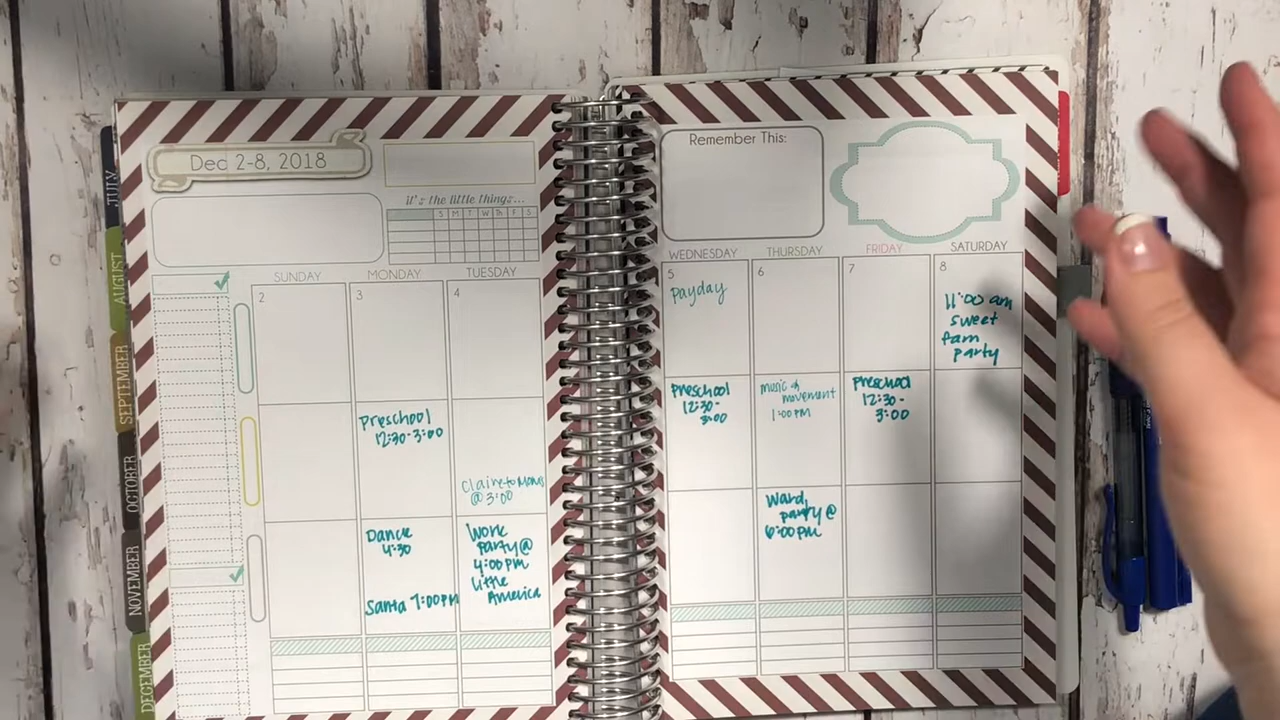 Dec 2-8, 2018
it's the little things...
S M T W Th F S
SUNDAY MONDAY TUESDAY
2 3 4
Preschool
12:30-3:00
Claire to Moms
@ 3:00
Dance
4:30
Santa 7:00PM
Work
party @
4:00 PM
Little
America
Remember This:
WEDNESDAY THURSDAY FRIDAY SATURDAY
5 6 7 8
payday
11:00 am
sweet
fam
party
Preschool
12:30-
3:00
music &
movement
1:00PM
Preschool
12:30-
3:00
Ward
party @
6:00PM
JULY
AUGUST
SEPTEMBER
OCTOBER
NOVEMBER
DECEMBER